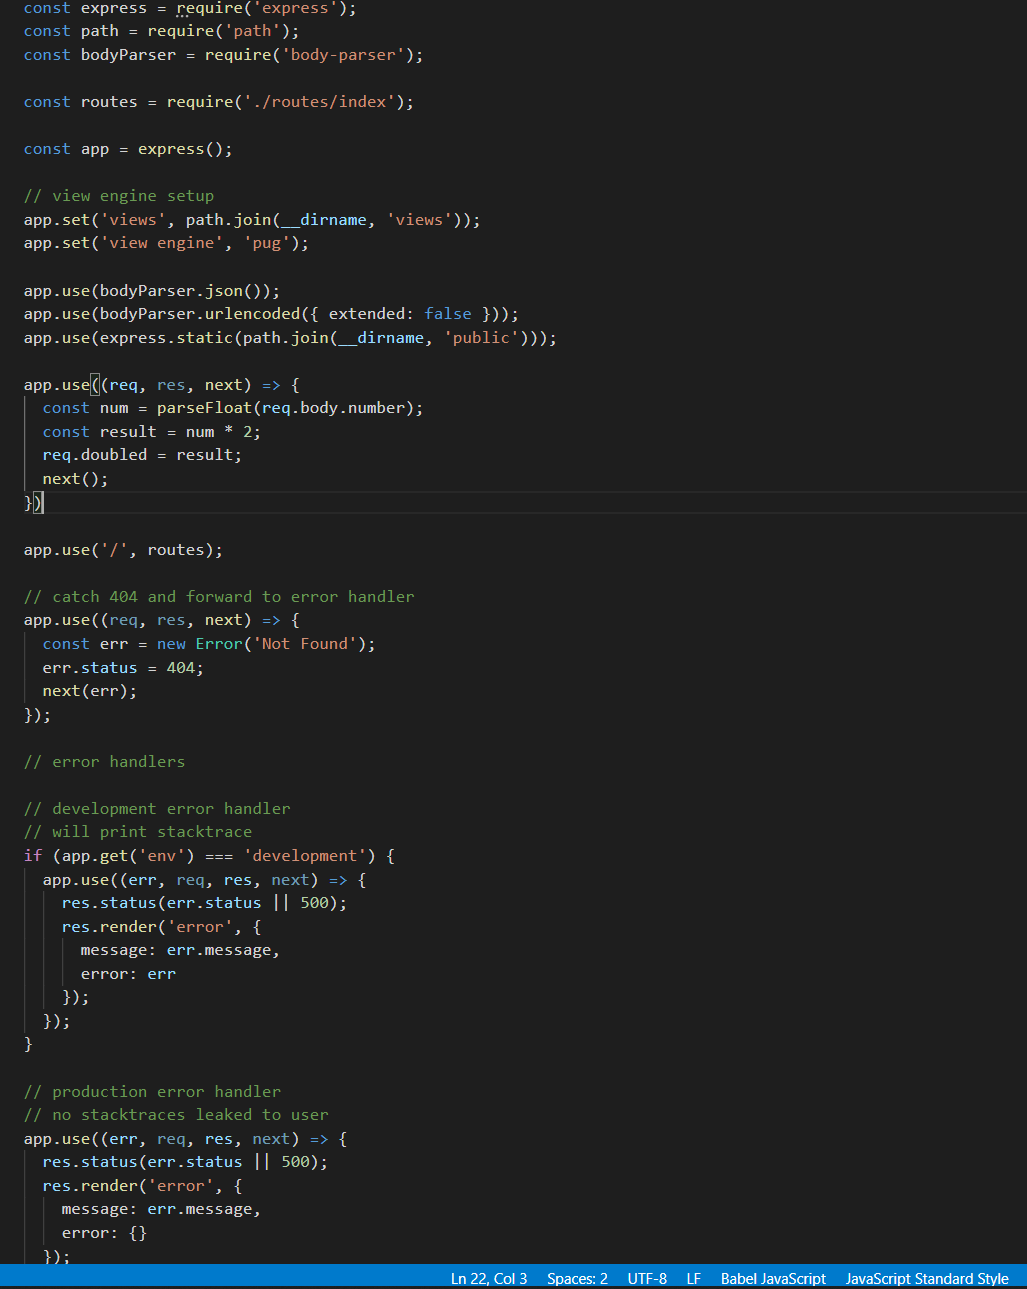 const express = require('express');
const path = require('path');
const bodyParser = require('body-parser');

const routes = require('./routes/index');

const app = express();

// view engine setup
app.set('views', path.join(__dirname, 'views'));
app.set('view engine', 'pug');

app.use(bodyParser.json());
app.use(bodyParser.urlencoded({ extended: false }));
app.use(express.static(path.join(__dirname, 'public')));

app.use((req, res, next) => {
  const num = parseFloat(req.body.number);
  const result = num * 2;
  req.doubled = result;
  next();
})

app.use('/', routes);

// catch 404 and forward to error handler
app.use((req, res, next) => {
  const err = new Error('Not Found');
  err.status = 404;
  next(err);
});

// error handlers

// development error handler
// will print stacktrace
if (app.get('env') === 'development') {
  app.use((err, req, res, next) => {
    res.status(err.status || 500);
    res.render('error', {
      message: err.message,
      error: err
    });
  });
}

// production error handler
// no stacktraces leaked to user
app.use((err, req, res, next) => {
  res.status(err.status || 500);
  res.render('error', {
    message: err.message,
    error: {}
  });
Ln 22, Col 3 Spaces: 2 UTF-8 LF Babel JavaScript JavaScript Standard Style